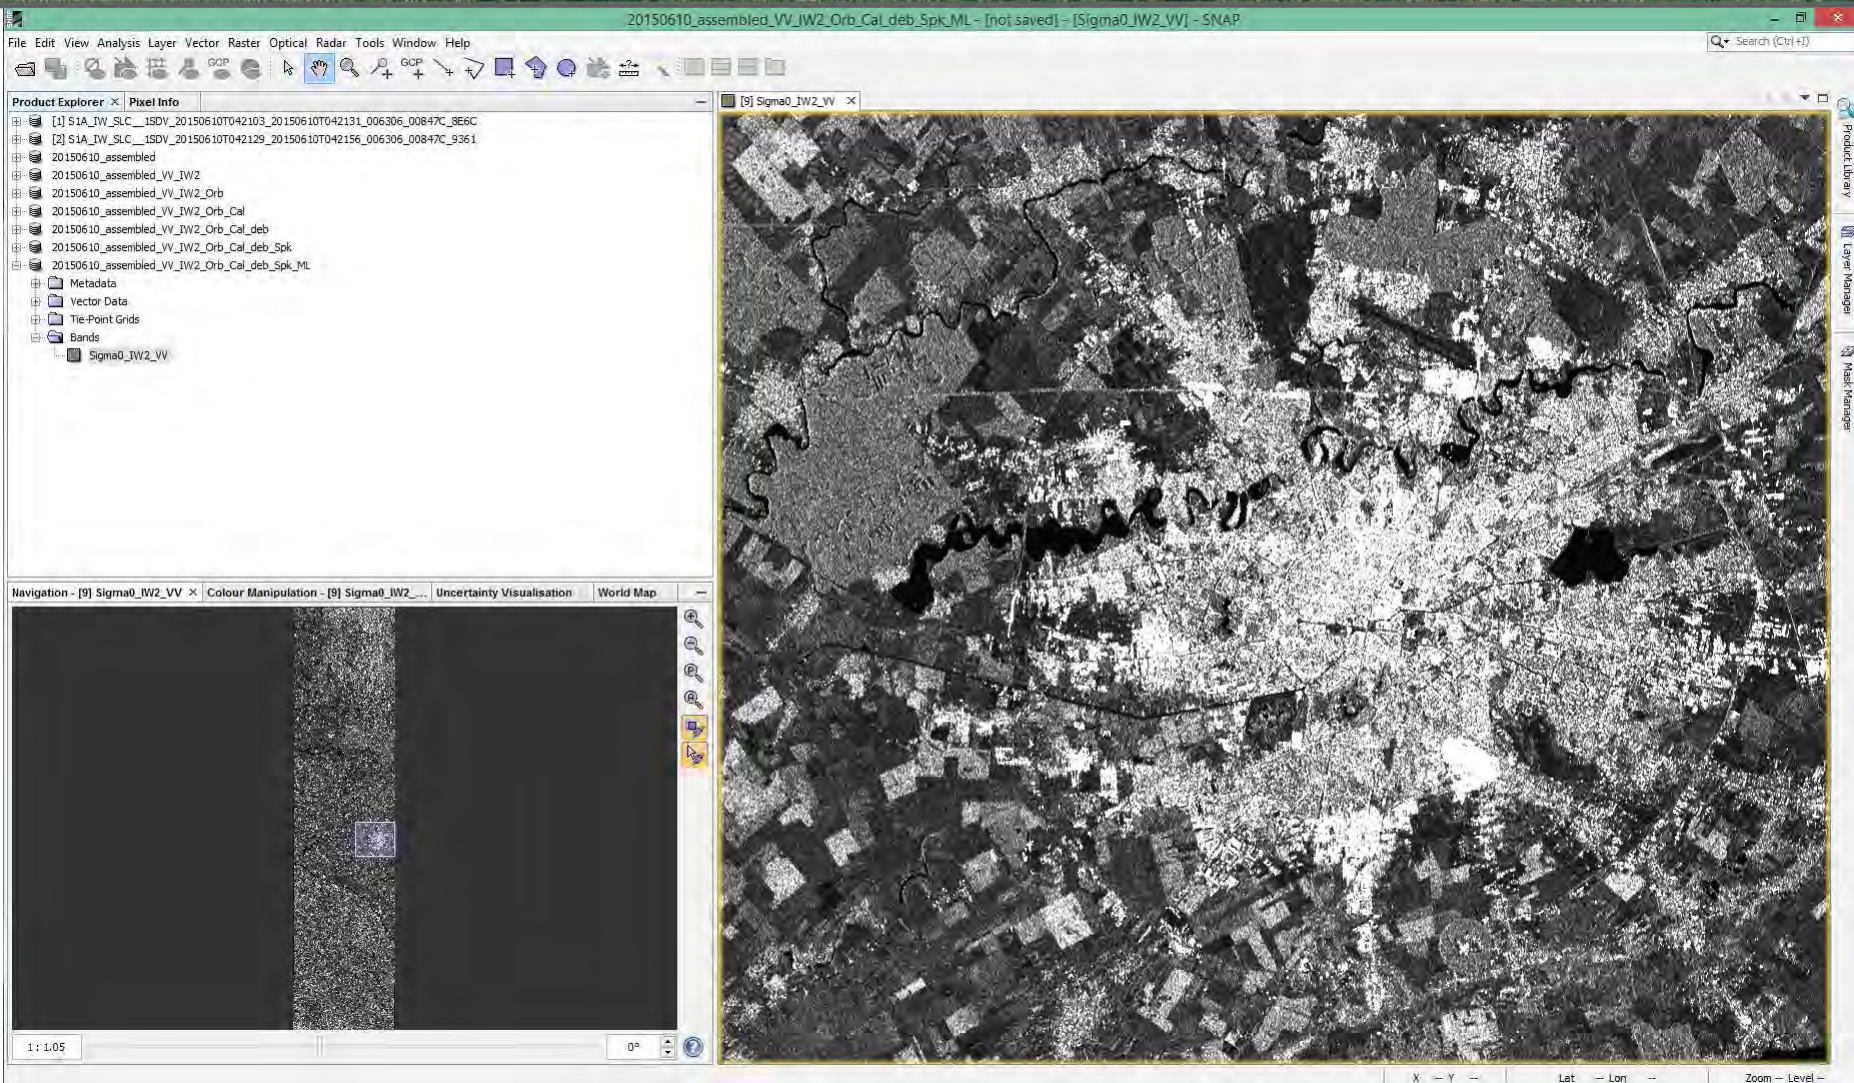 20150610_assembled_VV_IW2_Orb_Cal_deb_Spk_ML - [not saved] - [Sigma0_IW2_VV] - SNAP
File Edit View Analysis Layer Vector Raster Optical Radar Tools Window Help
Search (Ctrl+I)
GCP
GCP
Product Explorer
Pixel Info
[9] Sigma0_IW2_VV
[1] S1A_IW_SLC__1SDV_20150610T042103_20150610T042131_006306_00847C_8E6C
[2] S1A_IW_SLC__1SDV_20150610T042129_20150610T042156_006306_00847C_9361
20150610_assembled
20150610_assembled_VV_IW2
20150610_assembled_VV_IW2_Orb
20150610_assembled_VV_IW2_Orb_Cal
20150610_assembled_VV_IW2_Orb_Cal_deb
20150610_assembled_VV_IW2_Orb_Cal_deb_Spk
20150610_assembled_VV_IW2_Orb_Cal_deb_Spk_ML
Metadata
Vector Data
Tie-Point Grids
Bands
Sigma0_IW2_VV
Product Library
Layer Manager
Mask Manager
Navigation - [9] Sigma0_IW2_VV
Colour Manipulation - [9] Sigma0_IW2_...
Uncertainty Visualisation
World Map
1 : 1.05
0°
X -- Y --
Lat -- Lon --
Zoom -- Level --